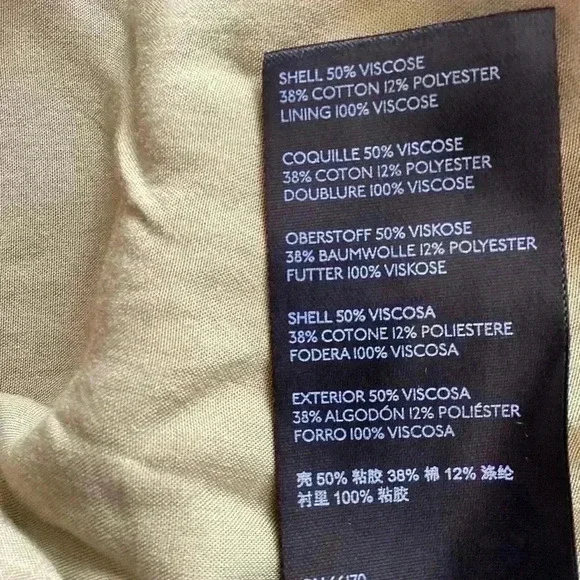 SHELL 50% VISCOSE
38% COTTON 12% POLYESTER
LINING 100% VISCOSE
COQUILLE 50% VISCOSE
38% COTON 12% POLYESTER
DOUBLURE 100% VISCOSE
OBERSTOFF 50% VISKOSE
38% BAUMWOLLE 12% POLYESTER
FUTTER 100% VISKOSE
SHELL 50% VISCOSA
38% COTONE 12% POLIESTERE
FODERA 100% VISCOSA
EXTERIOR 50% VISCOSA
38% ALGODÓN 12% POLIÉSTER
FORRO 100% VISCOSA
壳 50% 粘胶 38% 棉 12% 涤纶
衬里 100% 粘胶